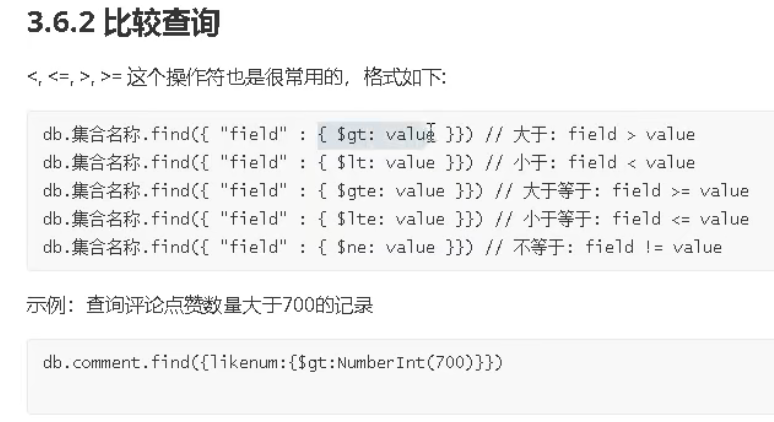 3.6.2 比较查询
<, <=, >, >= 这个操作符也是很常用的，格式如下:
db.集合名称.find({ "field" : { $gt: value }}) // 大于: field > value
db.集合名称.find({ "field" : { $lt: value }}) // 小于: field < value
db.集合名称.find({ "field" : { $gte: value }}) // 大于等于: field >= value
db.集合名称.find({ "field" : { $lte: value }}) // 小于等于: field <= value
db.集合名称.find({ "field" : { $ne: value }}) // 不等于: field != value
示例：查询评论点赞数量大于700的记录
db.comment.find({likenum:{$gt:NumberInt(700)}})